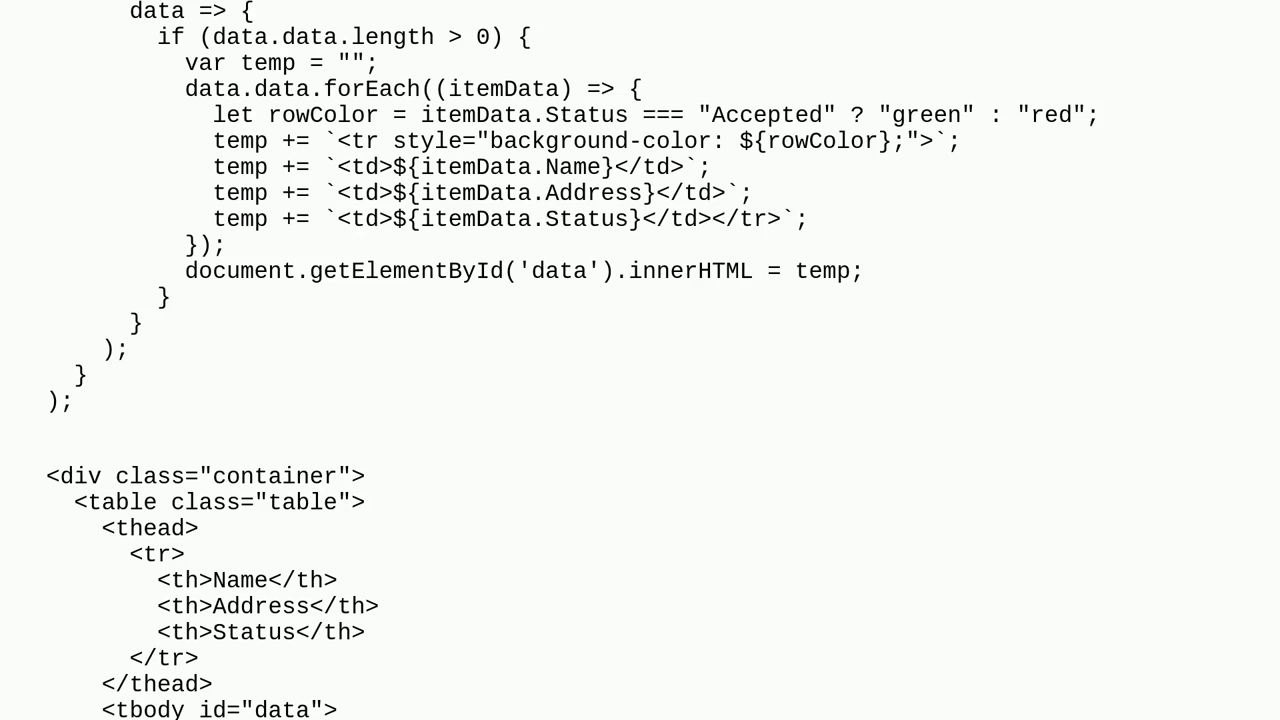 data => {
if (data.data.length > 0) {
var temp = "";
data.data.forEach((itemData) => {
let rowColor = itemData.Status === "Accepted" ? "green" : "red";
temp += `<tr style="background-color: ${rowColor};">`;
temp += `<td>${itemData.Name}</td>`;
temp += `<td>${itemData.Address}</td>`;
temp += `<td>${itemData.Status}</td></tr>`;
});
document.getElementById('data').innerHTML = temp;
}
}
);
}
);
<div class="container">
<table class="table">
<thead>
<tr>
<th>Name</th>
<th>Address</th>
<th>Status</th>
</tr>
</thead>
<tbody id="data">